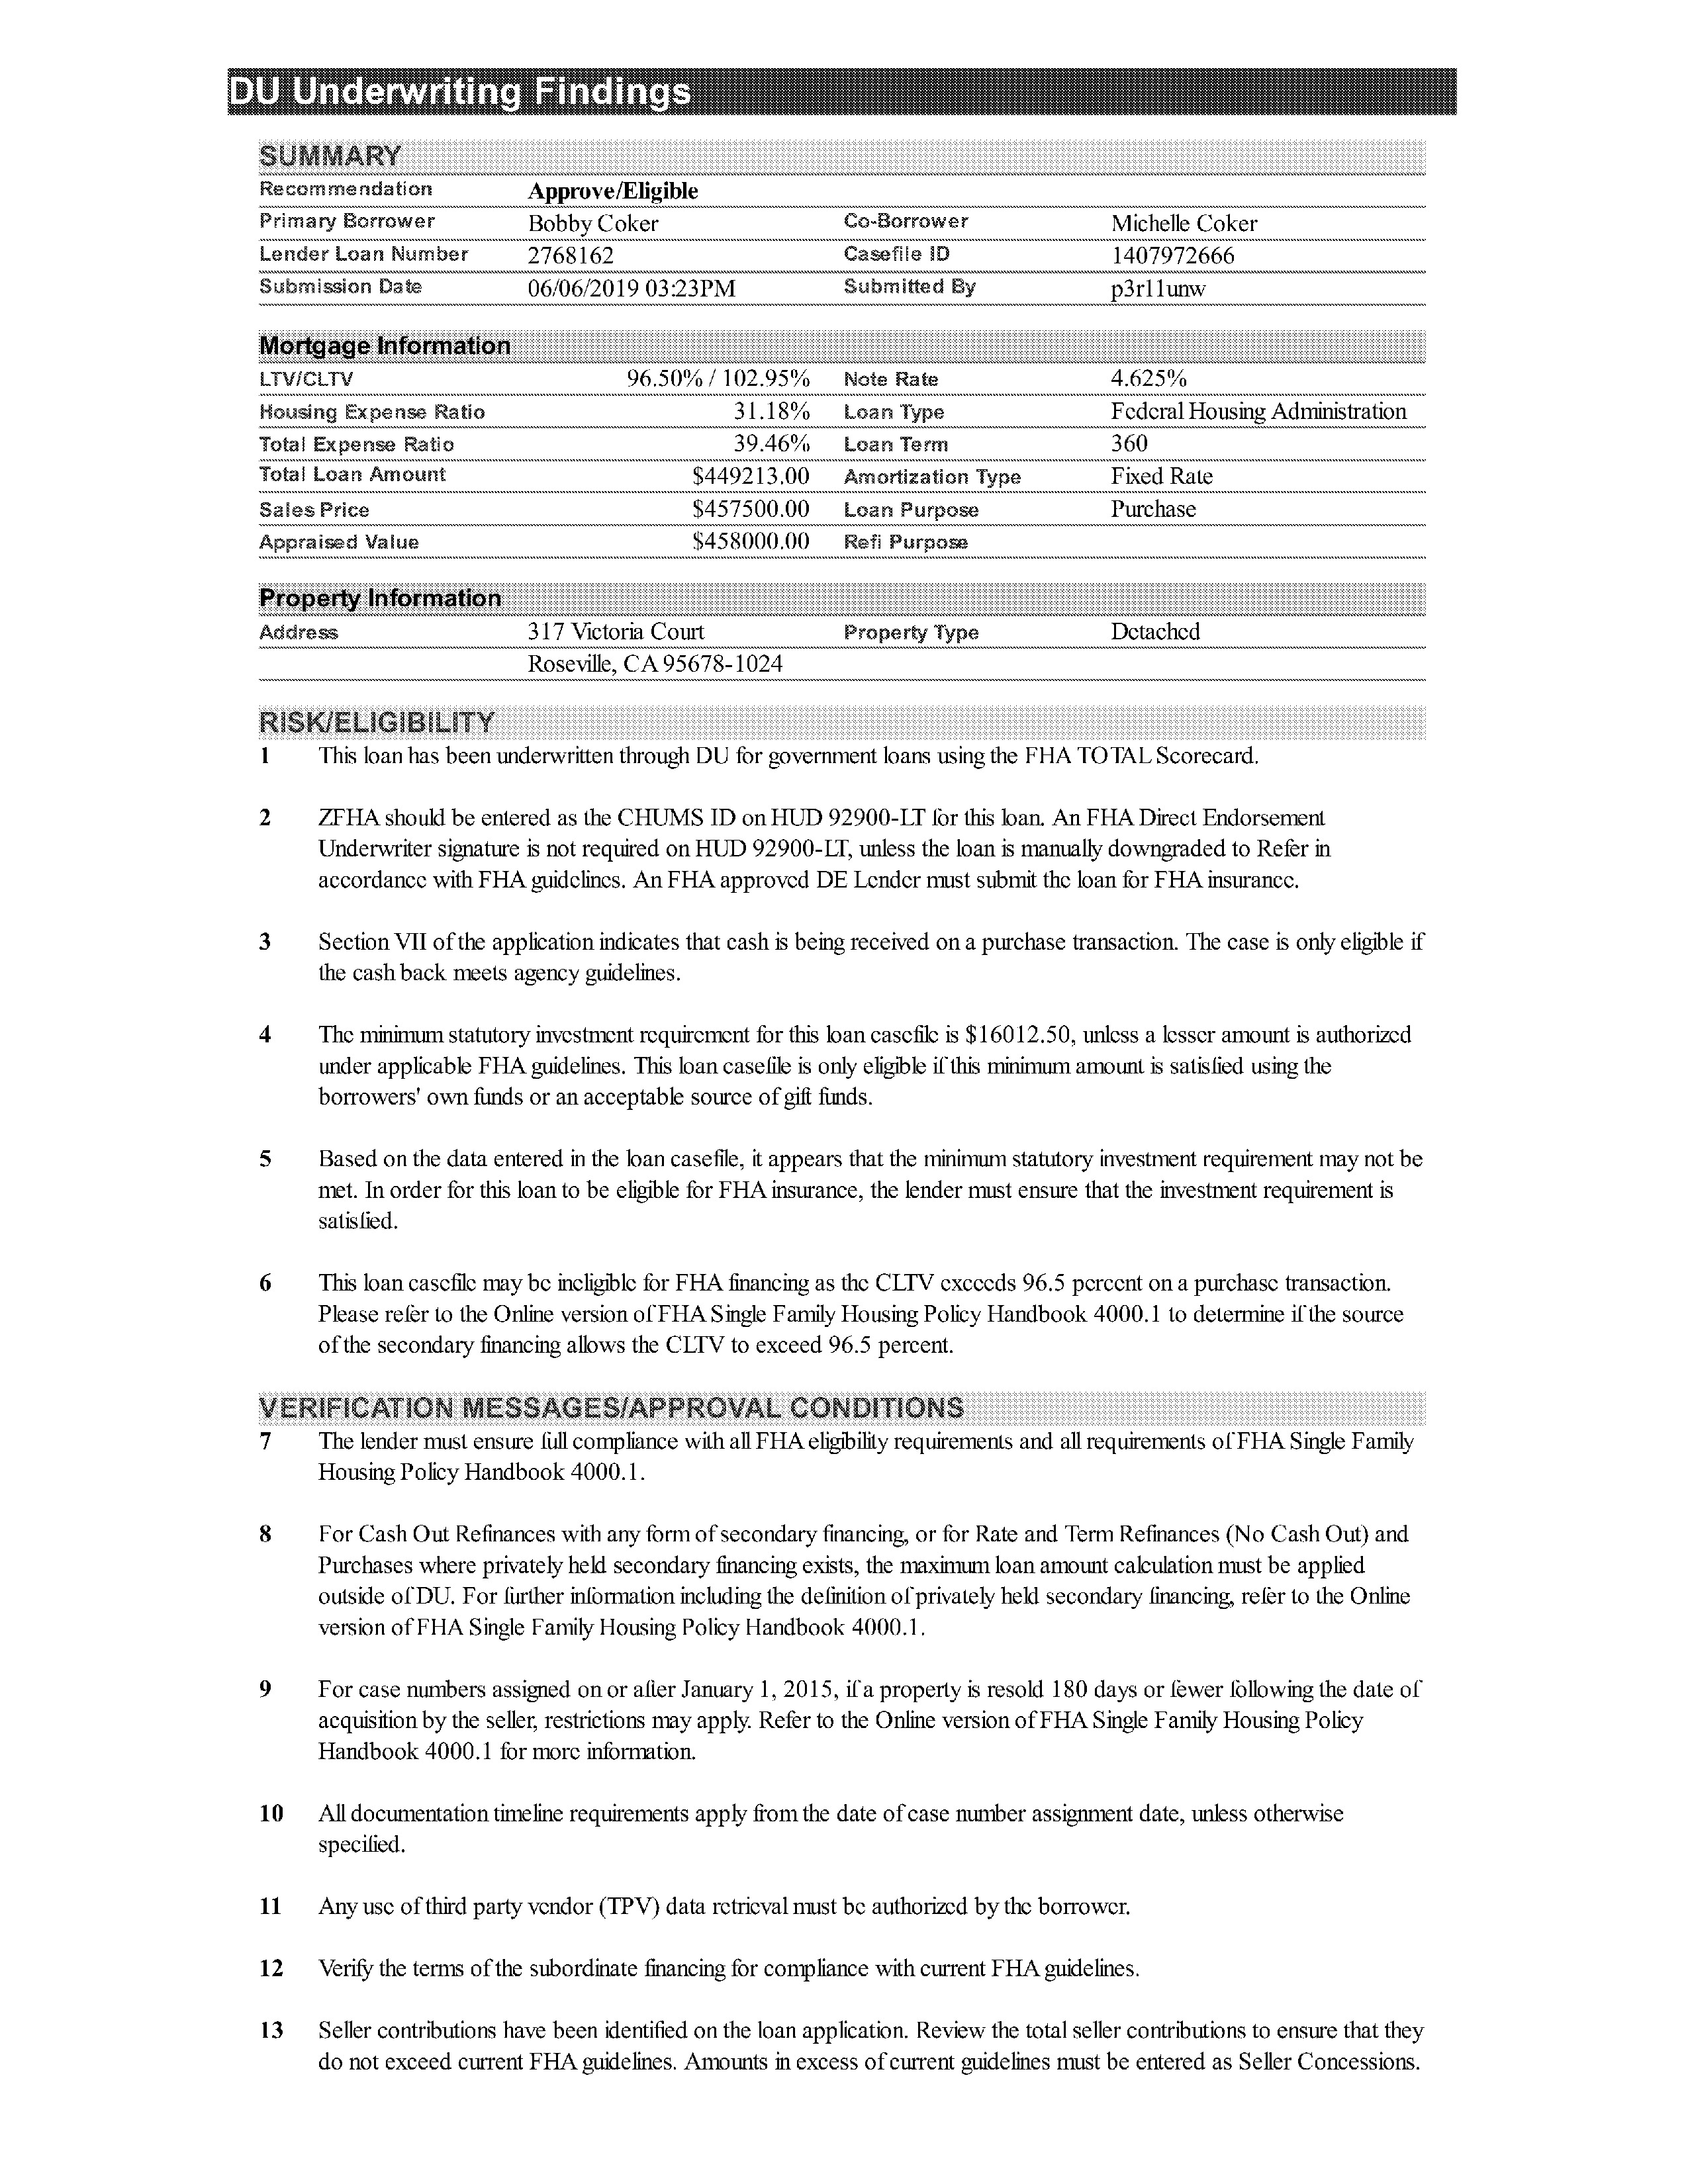 DU Underwriting Findings
SUMMARY
Recommendation Approve/Eligible
Primary Borrower Bobby Coker Co-Borrower Michelle Coker
Lender Loan Number 2768162 Casefile ID 1407972666
Submission Date 06/06/2019 03:23PM Submitted By p3r11unw
Mortgage Information
LTV/CLTV 96.50% / 102.95% Note Rate 4.625%
Housing Expense Ratio 31.18% Loan Type Federal Housing Administration
Total Expense Ratio 39.46% Loan Term 360
Total Loan Amount $449213.00 Amortization Type Fixed Rate
Sales Price $457500.00 Loan Purpose Purchase
Appraised Value $458000.00 Refi Purpose
Property Information
Address 317 Victoria Court Property Type Detached
Roseville, CA 95678-1024
RISK/ELIGIBILITY
1 This loan has been underwritten through DU for government loans using the FHA TOTAL Scorecard.
2 ZFHA should be entered as the CHUMS ID on HUD 92900-LT for this loan. An FHA Direct Endorsement
Underwriter signature is not required on HUD 92900-LT, unless the loan is manually downgraded to Refer in
accordance with FHA guidelines. An FHA approved DE Lender must submit the loan for FHA insurance.
3 Section VII of the application indicates that cash is being received on a purchase transaction. The case is only eligible if
the cash back meets agency guidelines.
4 The minimum statutory investment requirement for this loan casefile is $16012.50, unless a lesser amount is authorized
under applicable FHA guidelines. This loan casefile is only eligible if this minimum amount is satisfied using the
borrowers' own funds or an acceptable source of gift funds.
5 Based on the data entered in the loan casefile, it appears that the minimum statutory investment requirement may not be
met. In order for this loan to be eligible for FHA insurance, the lender must ensure that the investment requirement is
satisfied.
6 This loan casefile may be ineligible for FHA financing as the CLTV exceeds 96.5 percent on a purchase transaction.
Please refer to the Online version of FHA Single Family Housing Policy Handbook 4000.1 to determine if the source
of the secondary financing allows the CLTV to exceed 96.5 percent.
VERIFICATION MESSAGES/APPROVAL CONDITIONS
7 The lender must ensure full compliance with all FHA eligibility requirements and all requirements of FHA Single Family
Housing Policy Handbook 4000.1.
8 For Cash Out Refinances with any form of secondary financing, or for Rate and Term Refinances (No Cash Out) and
Purchases where privately held secondary financing exists, the maximum loan amount calculation must be applied
outside of DU. For further information including the definition of privately held secondary financing, refer to the Online
version of FHA Single Family Housing Policy Handbook 4000.1.
9 For case numbers assigned on or after January 1, 2015, if a property is resold 180 days or fewer following the date of
acquisition by the seller, restrictions may apply. Refer to the Online version of FHA Single Family Housing Policy
Handbook 4000.1 for more information.
10 All documentation timeline requirements apply from the date of case number assignment date, unless otherwise
specified.
11 Any use of third party vendor (TPV) data retrieval must be authorized by the borrower.
12 Verify the terms of the subordinate financing for compliance with current FHA guidelines.
13 Seller contributions have been identified on the loan application. Review the total seller contributions to ensure that they
do not exceed current FHA guidelines. Amounts in excess of current guidelines must be entered as Seller Concessions.